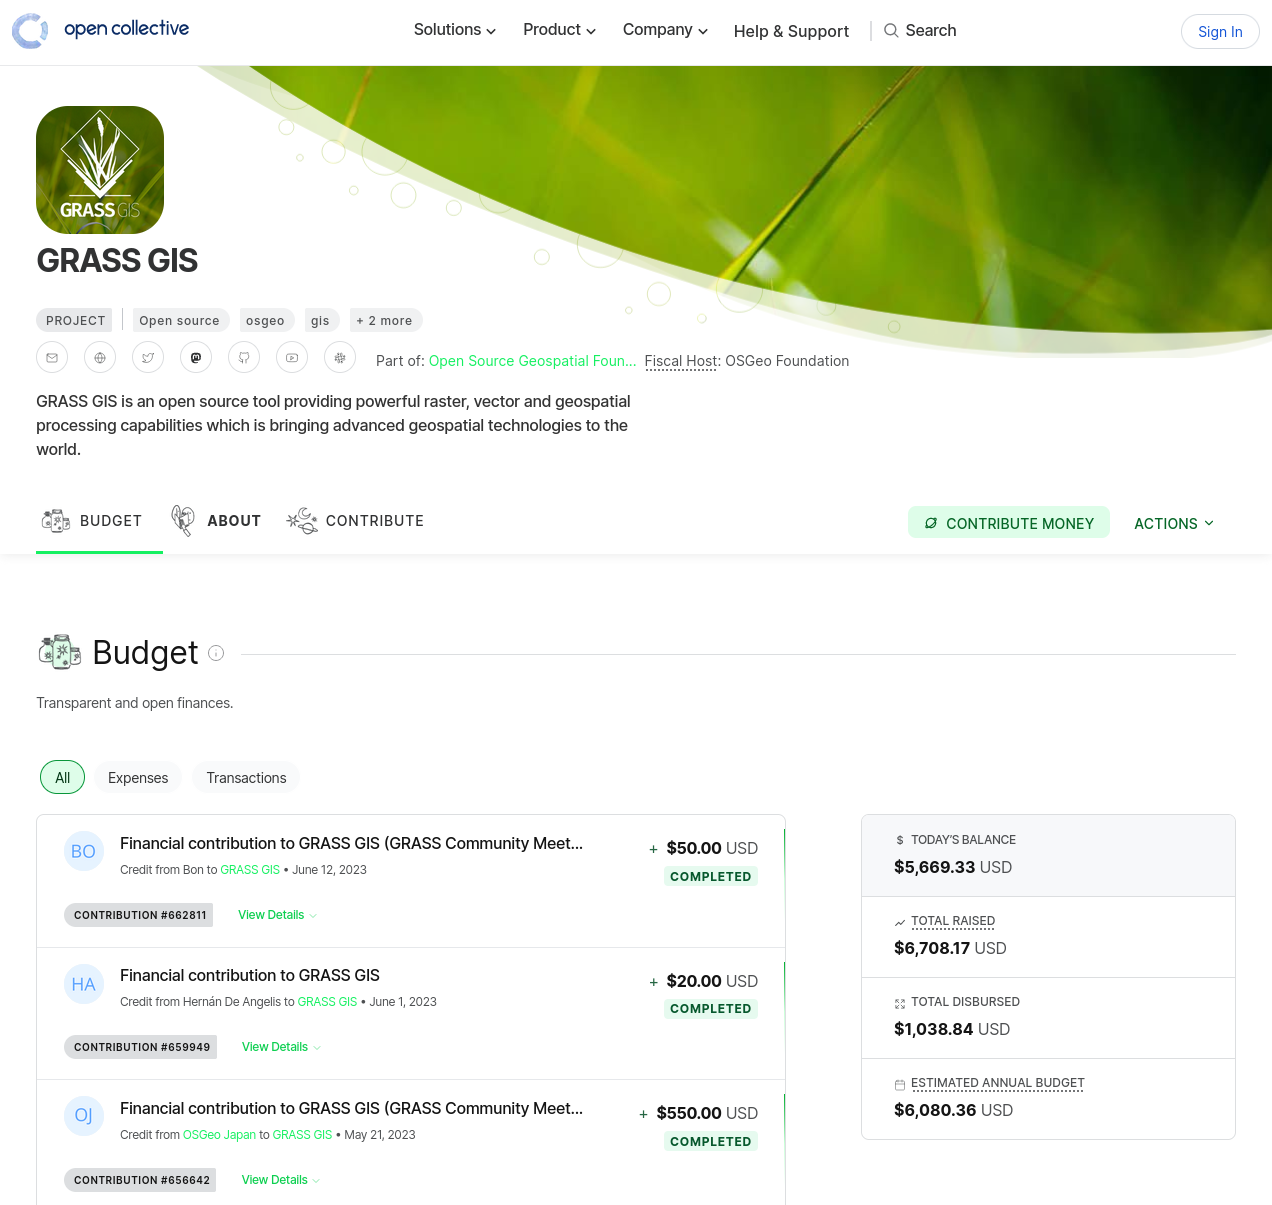 open collective
Solutions
Product
Company
Help & Support
Search
Sign In
GRASS GIS
GRASS GIS
PROJECT
Open source
osgeo
gis
+ 2 more
Part of: Open Source Geospatial Foun... Fiscal Host: OSGeo Foundation
GRASS GIS is an open source tool providing powerful raster, vector and geospatial
processing capabilities which is bringing advanced geospatial technologies to the
world.
BUDGET
ABOUT
CONTRIBUTE
CONTRIBUTE MONEY
ACTIONS
Budget
Transparent and open finances.
All
Expenses
Transactions
BO
Financial contribution to GRASS GIS (GRASS Community Meet...
+ $50.00 USD
Credit from Bon to GRASS GIS • June 12, 2023
COMPLETED
CONTRIBUTION #662811
View Details
HA
Financial contribution to GRASS GIS
+ $20.00 USD
Credit from Hernán De Angelis to GRASS GIS • June 1, 2023
COMPLETED
CONTRIBUTION #659949
View Details
OJ
Financial contribution to GRASS GIS (GRASS Community Meet...
+ $550.00 USD
Credit from OSGeo Japan to GRASS GIS • May 21, 2023
COMPLETED
CONTRIBUTION #656642
View Details
$ TODAY'S BALANCE
$5,669.33 USD
TOTAL RAISED
$6,708.17 USD
TOTAL DISBURSED
$1,038.84 USD
ESTIMATED ANNUAL BUDGET
$6,080.36 USD